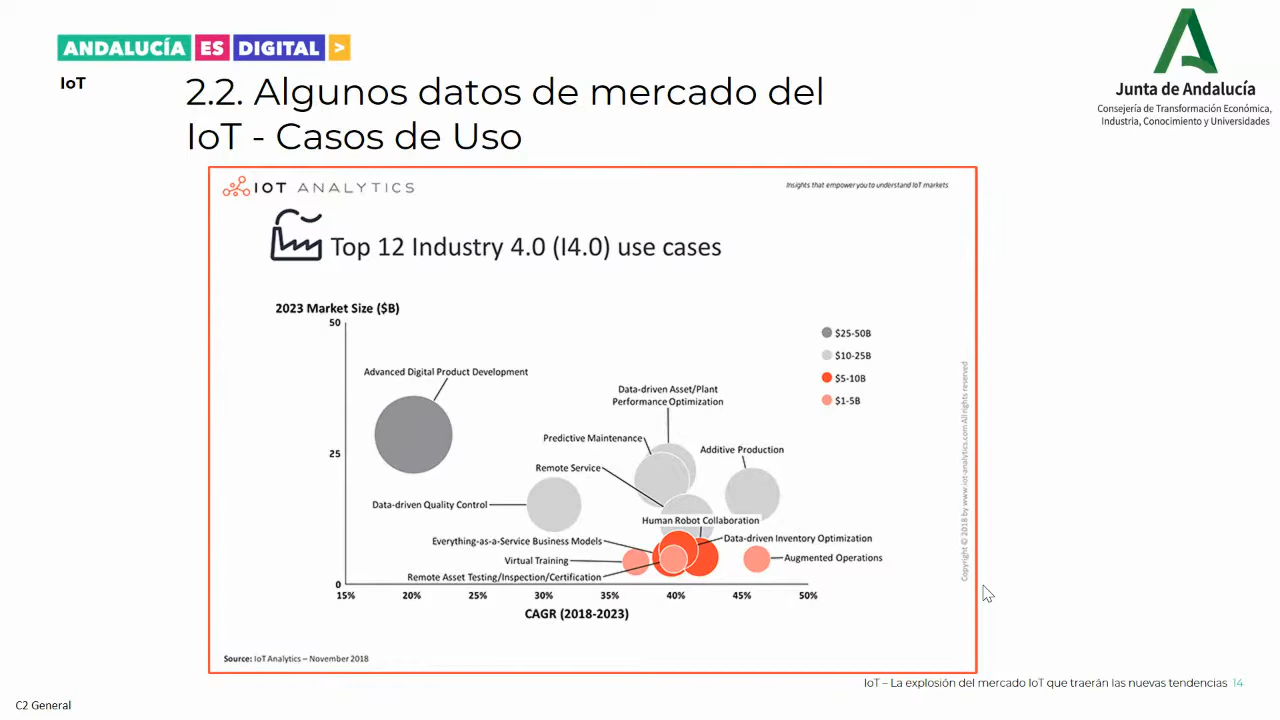 ANDALUCÍA ES DIGITAL >
Junta de Andalucía
Consejería de Transformación Económica,
Industria, Conocimiento y Universidades
IoT
2.2. Algunos datos de mercado del
IoT - Casos de Uso
IOT ANALYTICS
Insights that empower you to understand IoT markets
Top 12 Industry 4.0 (I4.0) use cases
2023 Market Size ($B)
50
25
0
$25-50B
$10-25B
$5-10B
$1-5B
Advanced Digital Product Development
Data-driven Asset/Plant
Performance Optimization
Predictive Maintenance
Additive Production
Remote Service
Data-driven Quality Control
Human Robot Collaboration
Everything-as-a-Service Business Models
Data-driven Inventory Optimization
Virtual Training
Augmented Operations
Remote Asset Testing/Inspection/Certification
15% 20% 25% 30% 35% 40% 45% 50%
CAGR (2018-2023)
Copyright © 2018 by www.iot-analytics.com All rights reserved
Source: IoT Analytics – November 2018
IoT – La explosión del mercado IoT que traerán las nuevas tendencias 14
C2 General